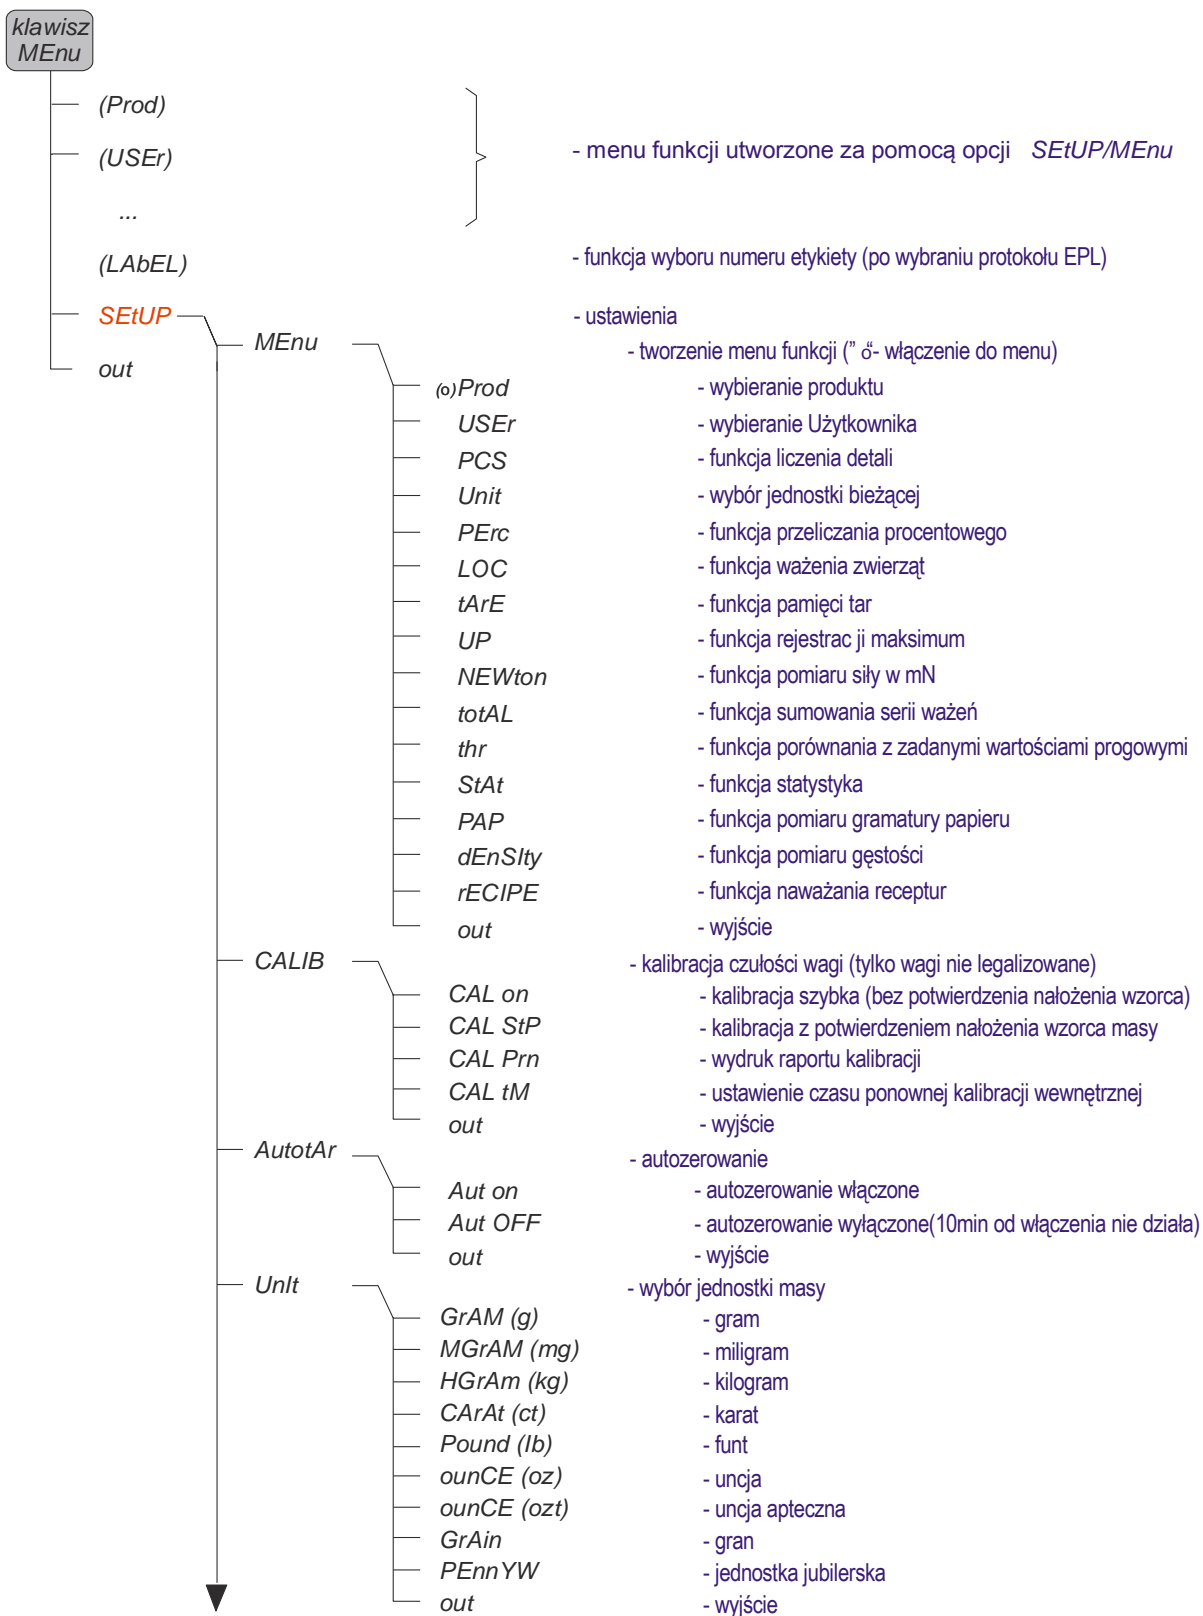 klawisz
MEnu
(Prod)
(USEr) - menu funkcji utworzone za pomocą opcji SEtUP/MEnu
...
(LAbEL) - funkcja wyboru numeru etykiety (po wybraniu protokołu EPL)
SEtUP - ustawienia
MEnu - tworzenie menu funkcji (" o"- włączenie do menu)
out
(o)Prod - wybieranie produktu
USEr - wybieranie Użytkownika
PCS - funkcja liczenia detali
Unit - wybór jednostki bieżącej
PErc - funkcja przeliczania procentowego
LOC - funkcja ważenia zwierząt
tArE - funkcja pamięci tar
UP - funkcja rejestrac ji maksimum
NEWton - funkcja pomiaru siły w mN
totAL - funkcja sumowania serii ważeń
thr - funkcja porównania z zadanymi wartościami progowymi
StAt - funkcja statystyka
PAP - funkcja pomiaru gramatury papieru
dEnSIty - funkcja pomiaru gęstości
rECIPE - funkcja naważania receptur
out - wyjście
CALIB - kalibracja czułości wagi (tylko wagi nie legalizowane)
CAL on - kalibracja szybka (bez potwierdzenia nałożenia wzorca)
CAL StP - kalibracja z potwierdzeniem nałożenia wzorca masy
CAL Prn - wydruk raportu kalibracji
CAL tM - ustawienie czasu ponownej kalibracji wewnętrznej
out - wyjście
AutotAr - autozerowanie
Aut on - autozerowanie włączone
Aut OFF - autozerowanie wyłączone(10min od włączenia nie działa)
out - wyjście
UnIt - wybór jednostki masy
GrAM (g) - gram
MGrAM (mg) - miligram
HGrAm (kg) - kilogram
CArAt (ct) - karat
Pound (lb) - funt
ounCE (oz) - uncja
ounCE (ozt) - uncja apteczna
GrAin - gran
PEnnYW - jednostka jubilerska
out - wyjście